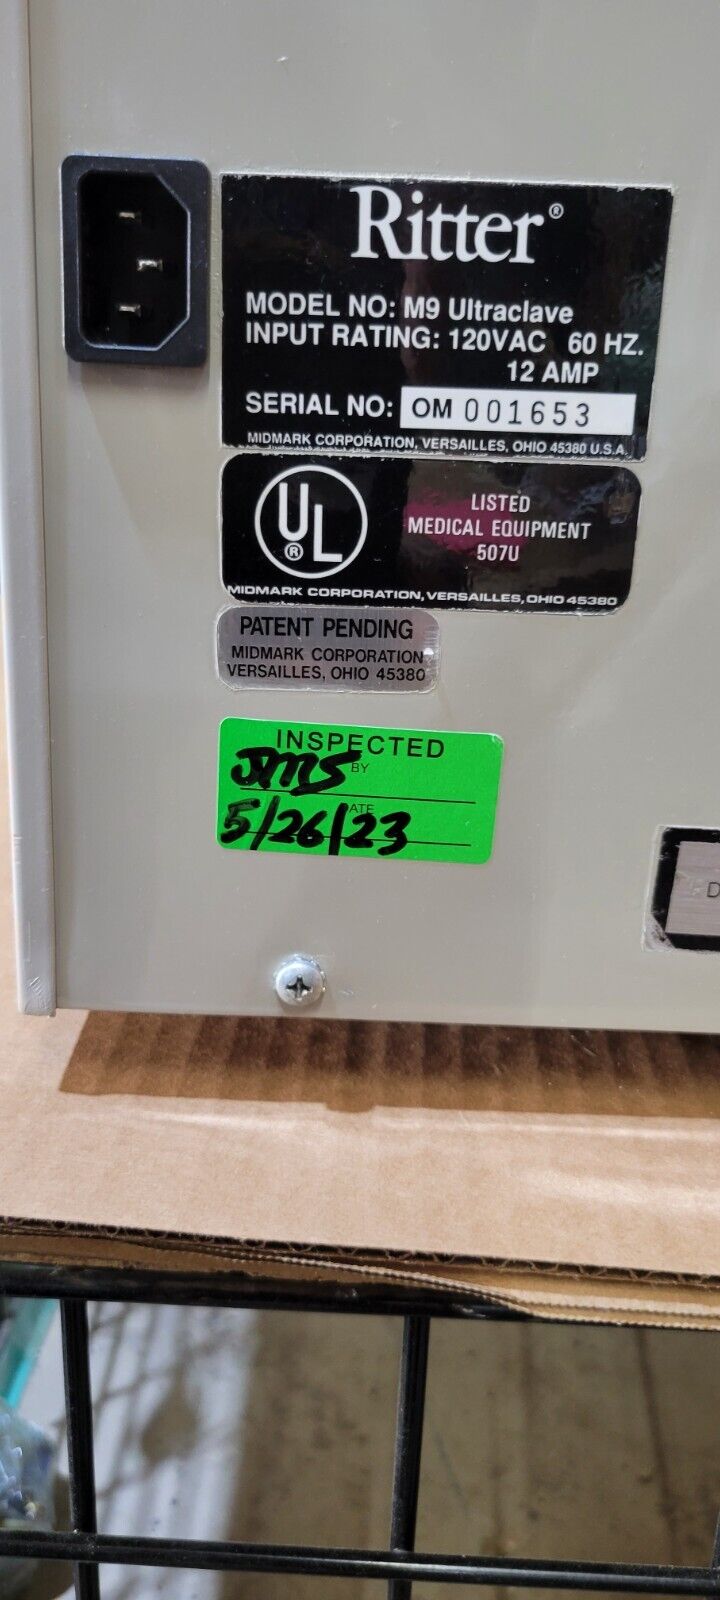 Ritter®
MODEL NO: M9 Ultraclave
INPUT RATING: 120VAC 60 HZ.
12 AMP
SERIAL NO: OM 001653
MIDMARK CORPORATION, VERSAILLES, OHIO 45380 U.S.A.
UL®
LISTED
MEDICAL EQUIPMENT
507U
MIDMARK CORPORATION, VERSAILLES, OHIO 45380
PATENT PENDING
MIDMARK CORPORATION
VERSAILLES, OHIO 45380
INSPECTED
JMS BY
5/26/23
D